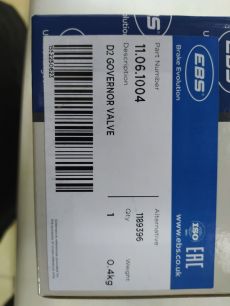 EBS
Brake Evolution
Part Number
11.06.1004
Description
D2 GOVERNOR VALVE
Alternative
1189396
Qty
1
Weight
0.4kg
ISO
EAC
www.ebs.co.uk
EBS